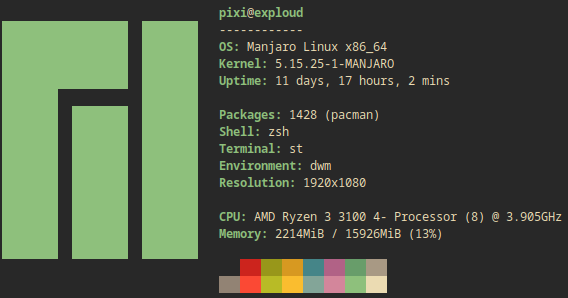 pixi@exploud
------------
OS: Manjaro Linux x86_64
Kernel: 5.15.25-1-MANJARO
Uptime: 11 days, 17 hours, 2 mins
Packages: 1428 (pacman)
Shell: zsh
Terminal: st
Environment: dwm
Resolution: 1920x1080
CPU: AMD Ryzen 3 3100 4- Processor (8) @ 3.905GHz
Memory: 2214MiB / 15926MiB (13%)